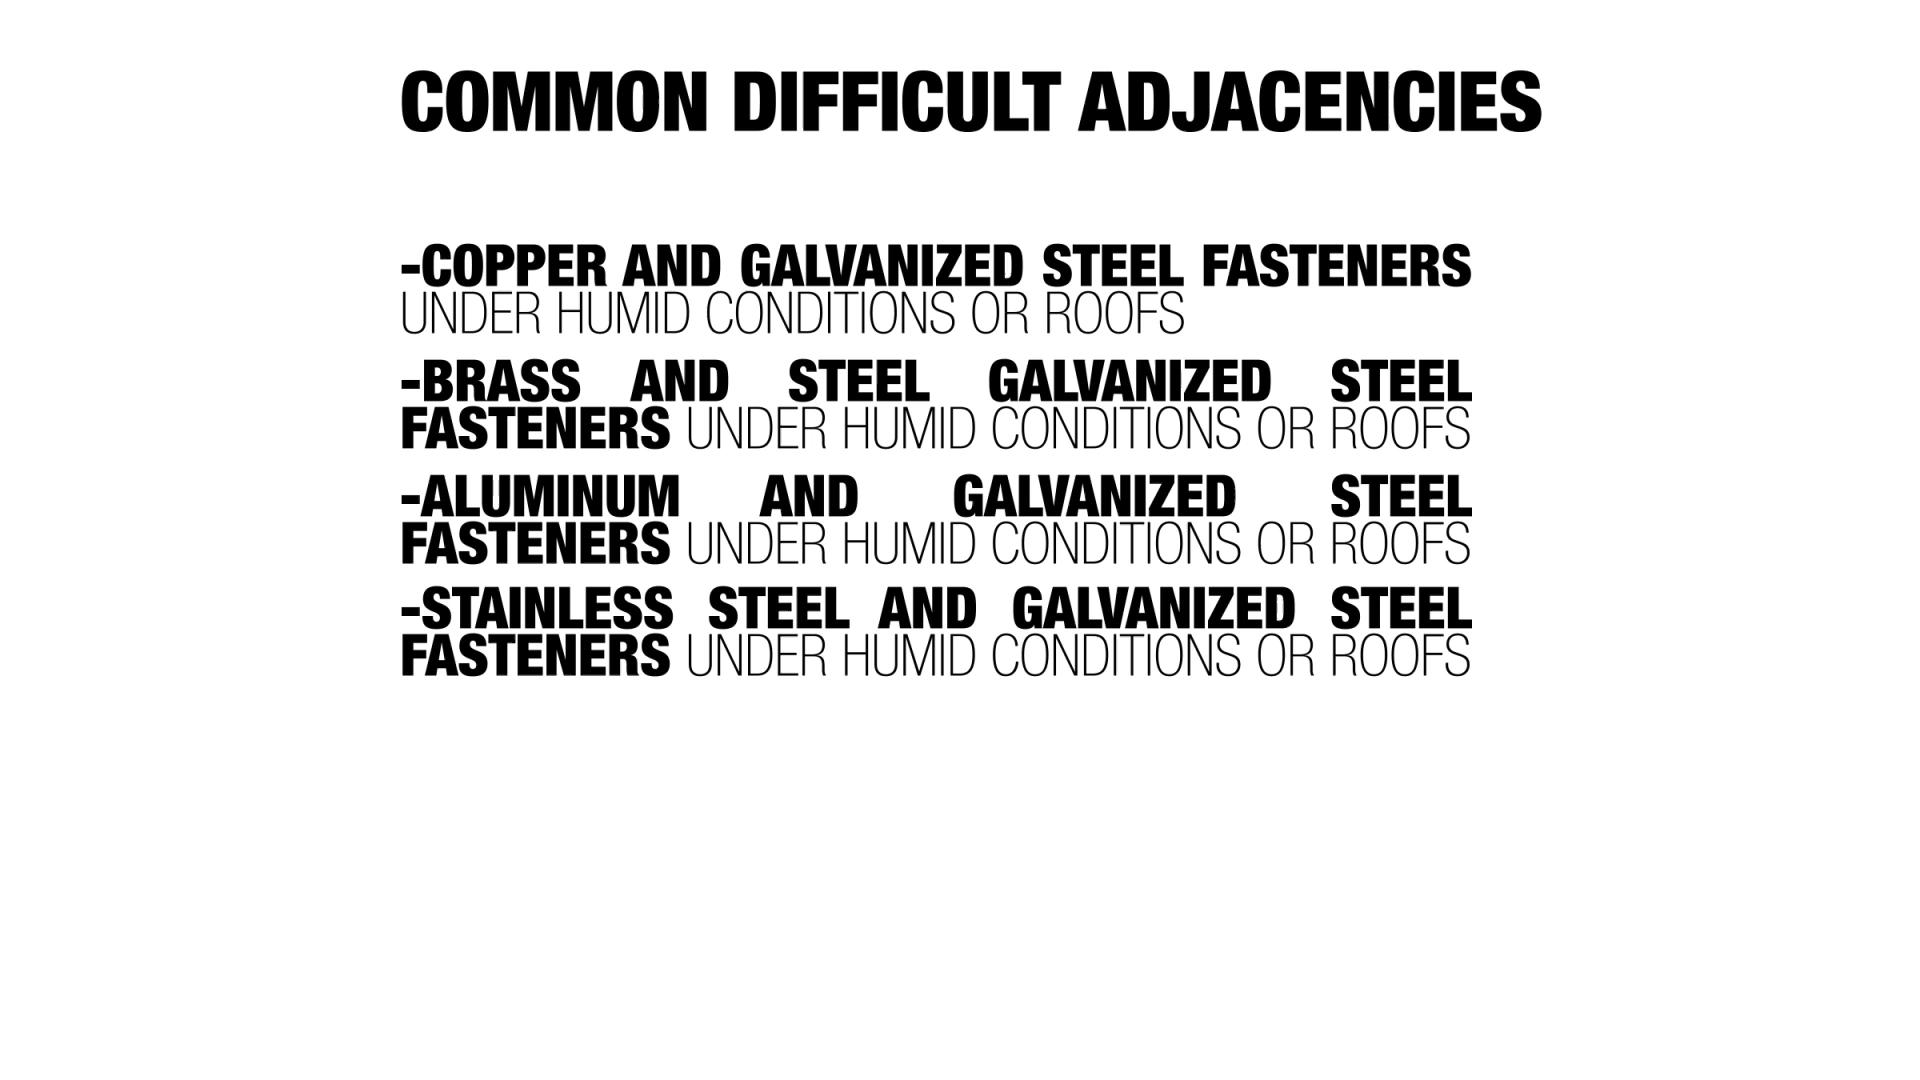 COMMON DIFFICULT ADJACENCIES
-COPPER AND GALVANIZED STEEL FASTENERS
UNDER HUMID CONDITIONS OR ROOFS
-BRASS AND STEEL GALVANIZED STEEL
FASTENERS UNDER HUMID CONDITIONS OR ROOFS
-ALUMINUM AND GALVANIZED STEEL
FASTENERS UNDER HUMID CONDITIONS OR ROOFS
-STAINLESS STEEL AND GALVANIZED STEEL
FASTENERS UNDER HUMID CONDITIONS OR ROOFS